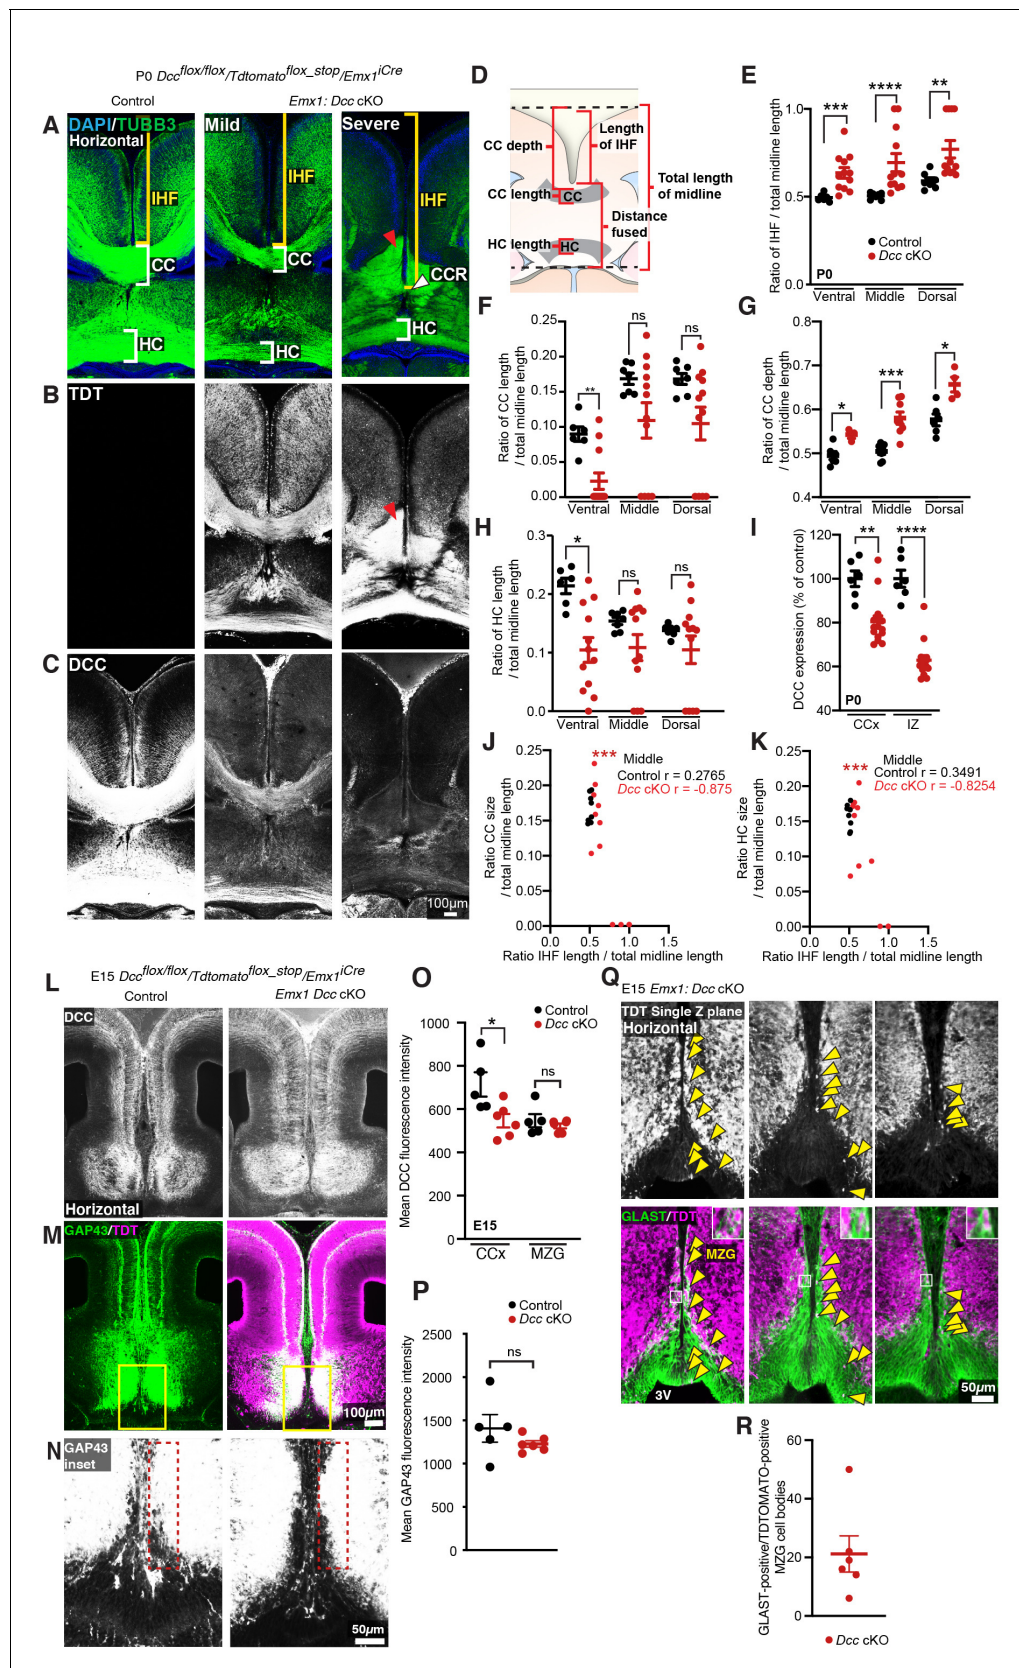 P0 Dcc flox/flox/Tdtomato flox_stop/Emx1 iCre
Control
Emx1: Dcc cKO
A
DAPI/TUBB3
Horizontal
IHF
CC
HC
Mild
IHF
CC
HC
Severe
IHF
CCR
HC
B
TDT
C
DCC
100µm
D
CC depth
Length
of IHF
CC length
CC
Total length
of midline
Distance
fused
HC length
HC
E
Ratio of IHF / total midline length
1.0
0.5
0.0
***
****
**
Control
Dcc cKO
P0
Ventral
Middle
Dorsal
F
Ratio of CC length
/ total midline length
0.25
0.20
0.15
0.10
0.05
0.00
**
ns
ns
Ventral
Middle
Dorsal
G
Ratio of CC depth
/ total midline length
0.8
0.7
0.6
0.5
0.4
*
***
*
Ventral
Middle
Dorsal
H
Ratio of HC length
/ total midline length
0.3
0.2
0.1
0.0
*
ns
ns
Ventral
Middle
Dorsal
I
DCC expression (% of control)
120
100
80
60
40
**
****
P0
CCx
IZ
J
Ratio CC size
/ total midline length
0.25
0.20
0.15
0.10
0.05
0.00
***
Middle
Control r = 0.2765
Dcc cKO r = -0.875
0.0
0.5
1.0
1.5
Ratio IHF length / total midline length
K
Ratio HC size
/ total midline length
0.25
0.20
0.15
0.10
0.05
0.00
***
Middle
Control r = 0.3491
Dcc cKO r = -0.8254
0.0
0.5
1.0
1.5
Ratio IHF length / total midline length
L
E15 Dcc flox/flox/Tdtomato flox_stop/Emx1 iCre
Control
Emx1 Dcc cKO
DCC
Horizontal
M
GAP43/TDT
100µm
N
GAP43
inset
50µm
O
Control
Dcc cKO
Mean DCC fluorescence intensity
1000
800
600
400
200
0
*
ns
E15
CCx
MZG
P
Control
Dcc cKO
Mean GAP43 fluorescence intensity
2500
2000
1500
1000
500
0
ns
Q
E15 Emx1: Dcc cKO
TDT Single Z plane
Horizontal
GLAST/TDT
MZG
3V
50µm
R
GLAST-positive/TDTOMATO-positive
MZG cell bodies
60
40
20
0
Dcc cKO